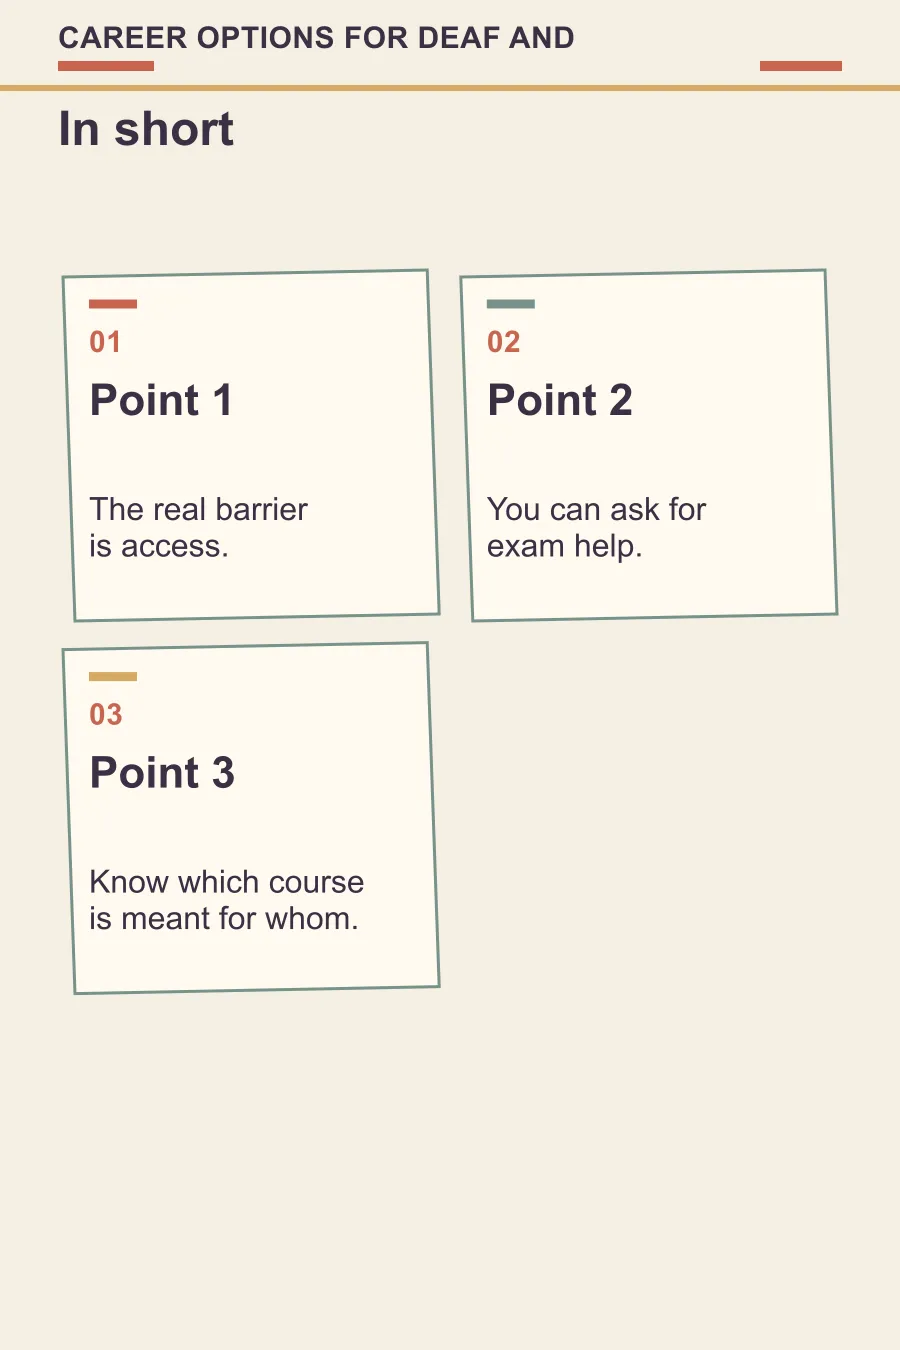 CAREER OPTIONS FOR DEAF AND
In short
01
Point 1
The real barrier
is access.
02
Point 2
You can ask for
exam help.
03
Point 3
Know which course
is meant for whom.